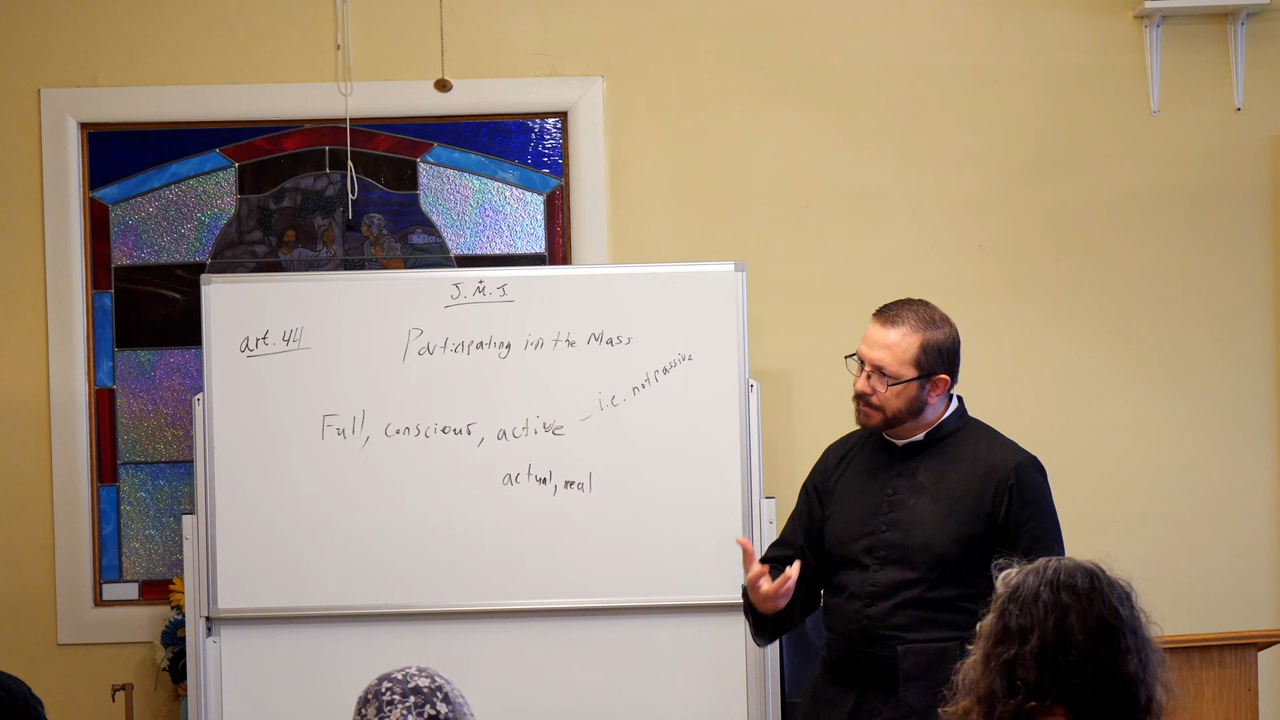 J. M. J.
art. 44
Participating in the Mass
Full, conscious, active – i.e. not passive
actual, real